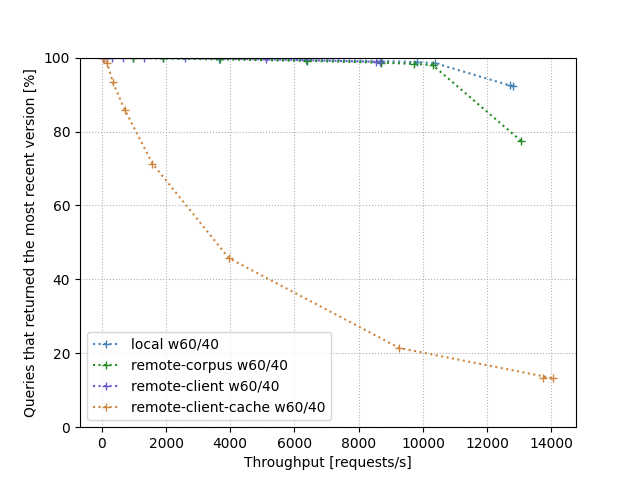 Queries that returned the most recent version [%]
100
80
60
40
20
0
local w60/40
remote-corpus w60/40
remote-client w60/40
remote-client-cache w60/40
0 2000 4000 6000 8000 10000 12000 14000
Throughput [requests/s]